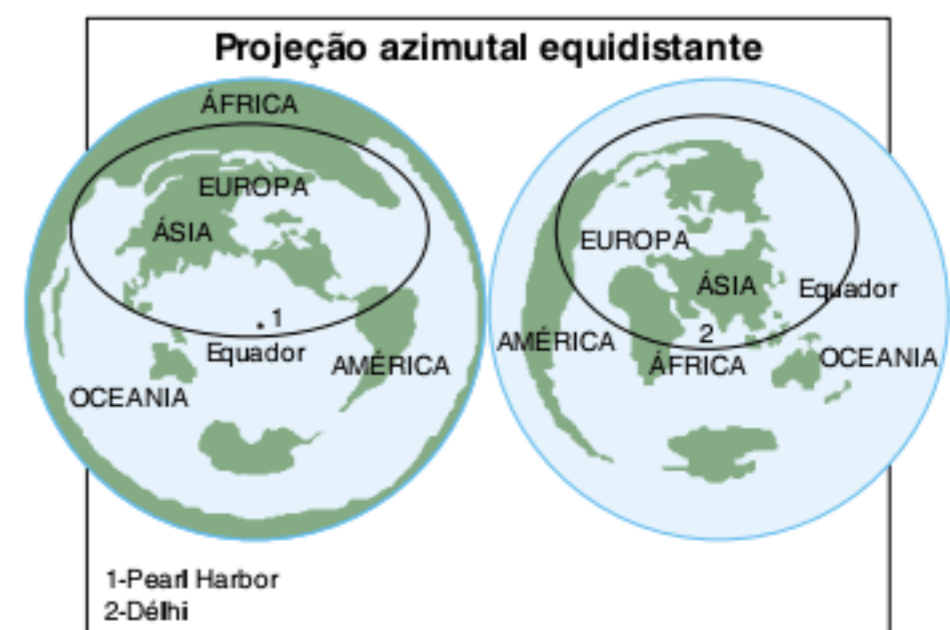 Projeção azimutal equidistante
ÁFRICA
EUROPA
ÁSIA
1
Equador
AMÉRICA
OCEANIA
EUROPA
ÁSIA
Equador
2
AMÉRICA
ÁFRICA
OCEANIA
1-Pearl Harbor
2-Délhi